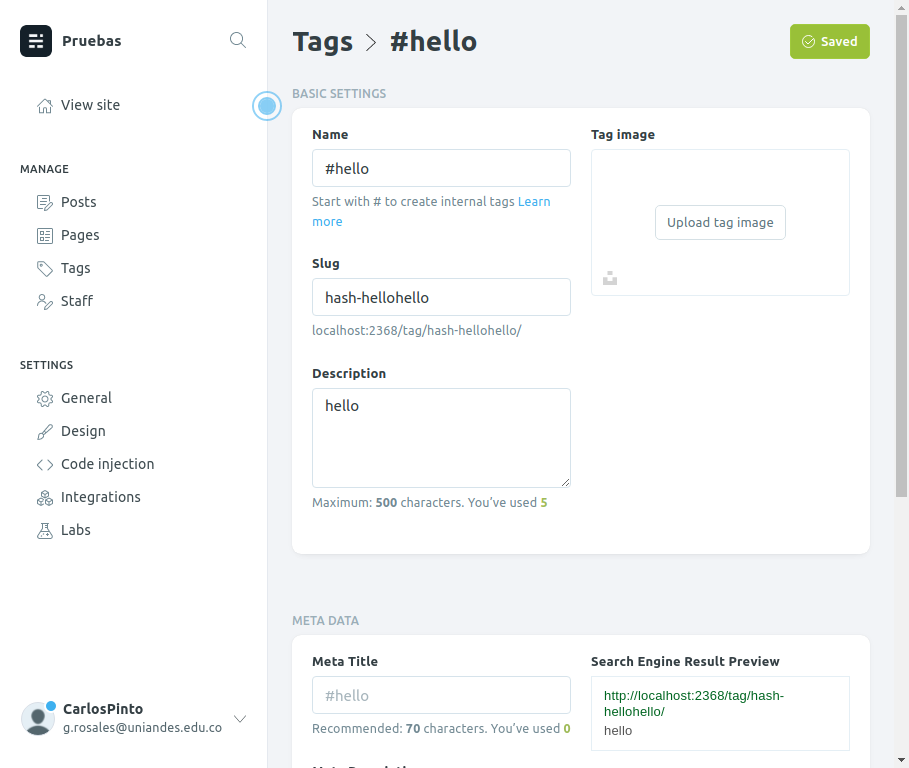 Pruebas
View site
MANAGE
Posts
Pages
Tags
Staff
SETTINGS
General
Design
Code injection
Integrations
Labs
CarlosPinto
g.rosales@uniandes.edu.co
Tags > #hello
Saved
BASIC SETTINGS
Name
#hello
Start with # to create internal tags Learn
more
Slug
hash-hellohello
localhost:2368/tag/hash-hellohello/
Description
hello
Maximum: 500 characters. You’ve used 5
Tag image
Upload tag image
META DATA
Meta Title
#hello
Recommended: 70 characters. You’ve used 0
Meta Description
Search Engine Result Preview
http://localhost:2368/tag/hash-
hellohello/
hello